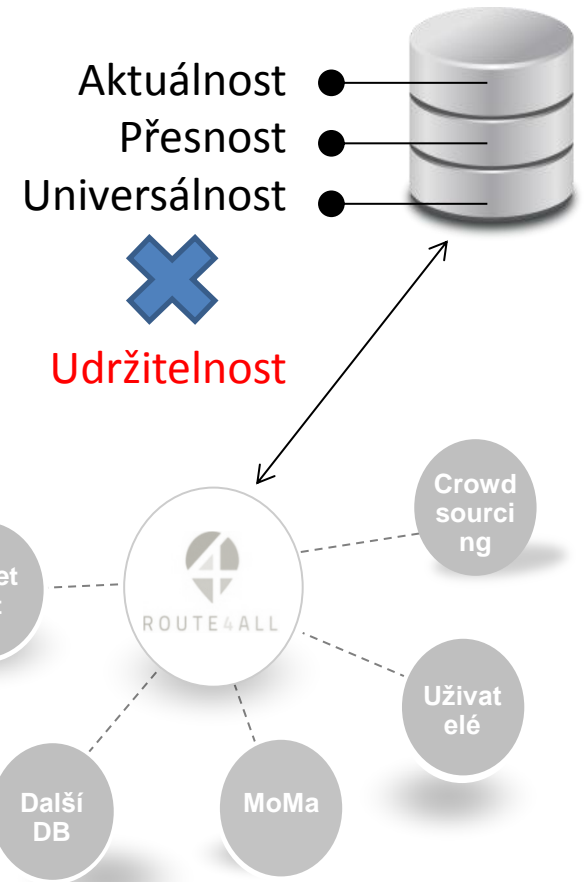 Aktuálnost
Přesnost
Universálnost
Udržitelnost
Crowd
sourci
ng
ROUTE4ALL
Uživat
elé
Další
DB
MoMa